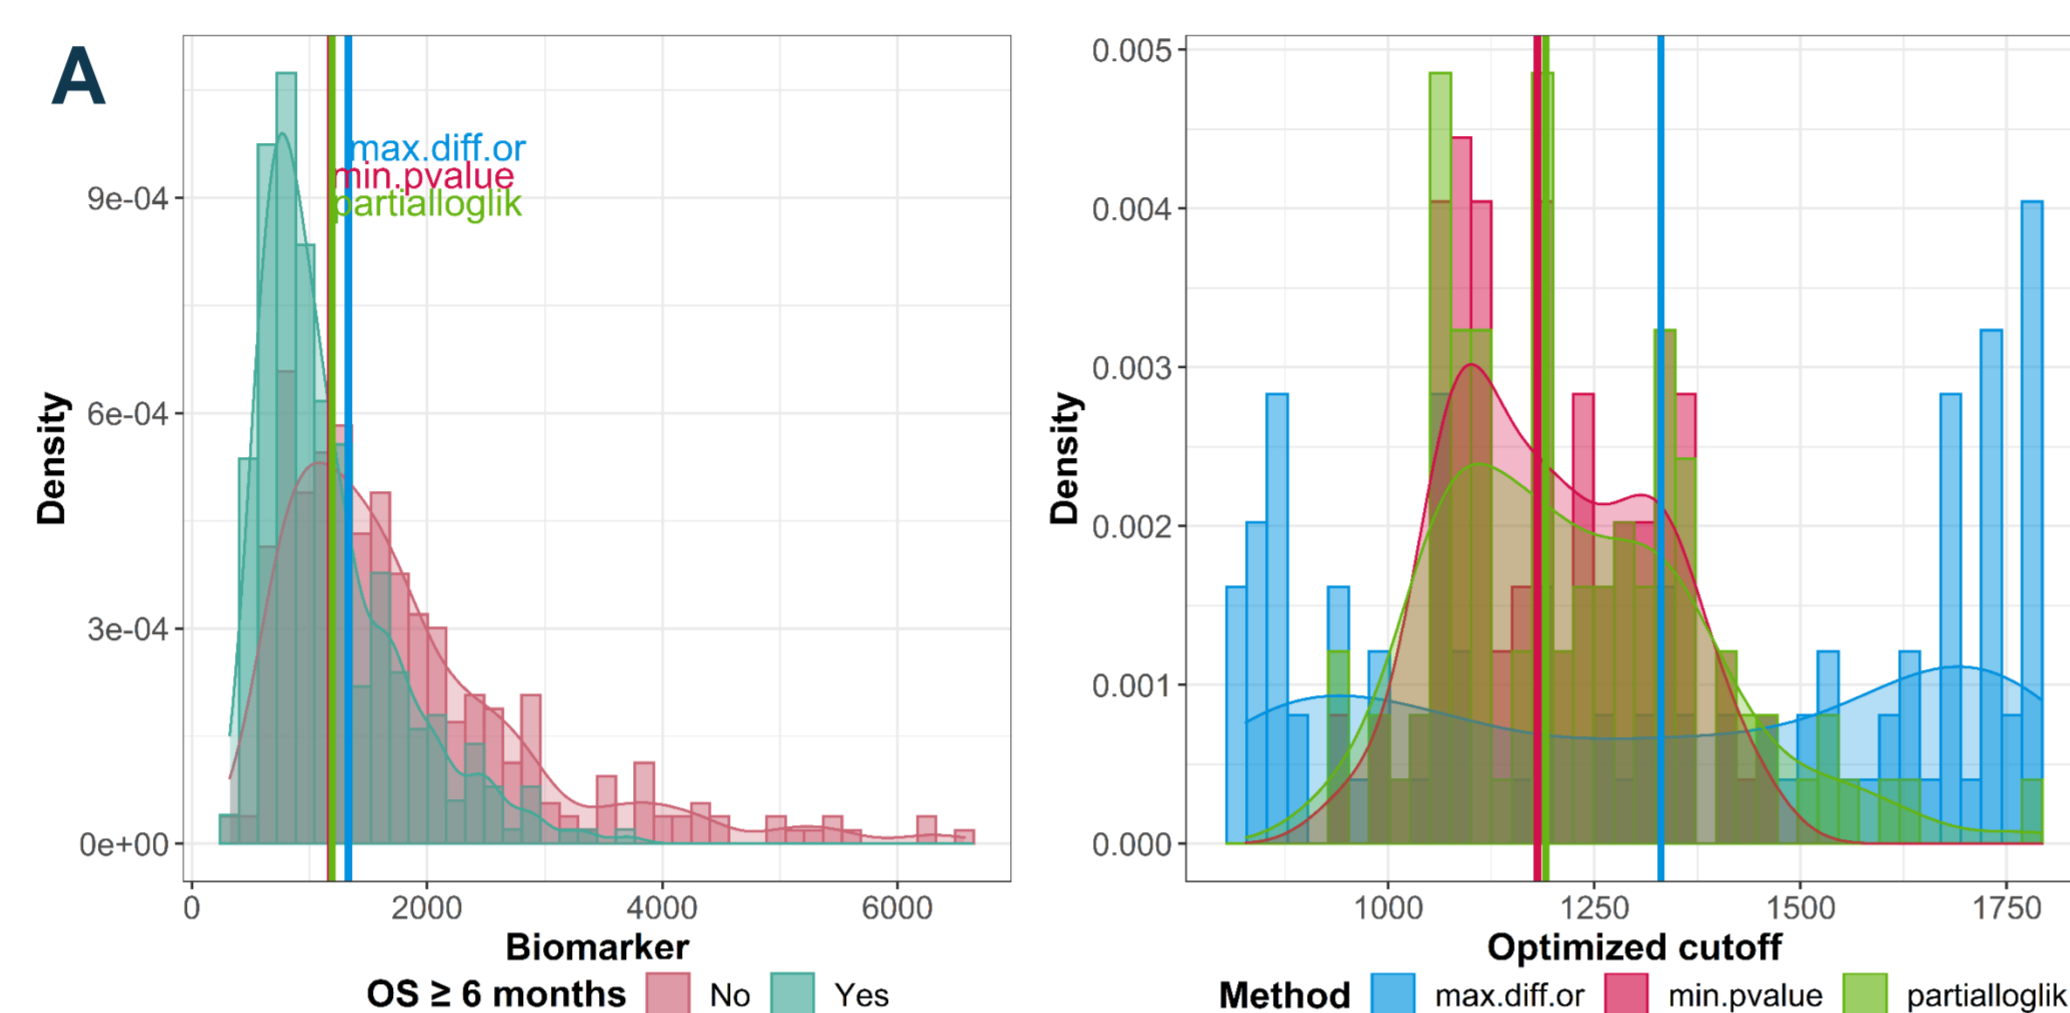 A
Density
9e-04
6e-04
3e-04
0e+00
max.diff.or
min.pvalue
partialloglik
0
2000
4000
6000
Biomarker
OS ≥ 6 months
No
Yes
Density
0.005
0.004
0.003
0.002
0.001
0.000
1000
1250
1500
1750
Optimized cutoff
Method
max.diff.or
min.pvalue
partialloglik